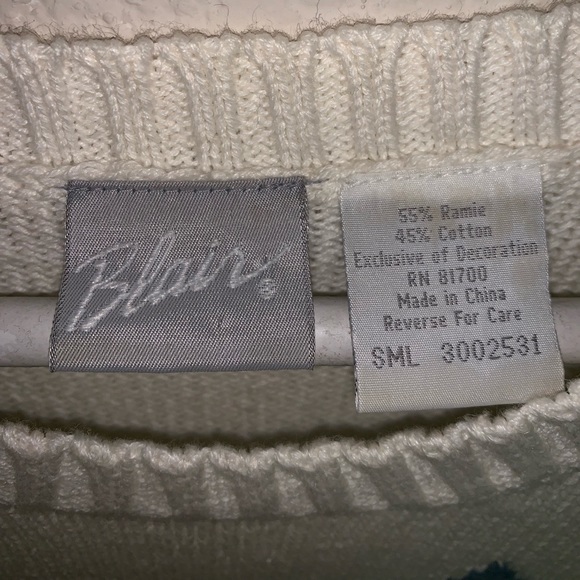 Blair®
55% Ramie
45% Cotton
Exclusive of Decoration
RN 81700
Made in China
Reverse For Care
SML 3002531